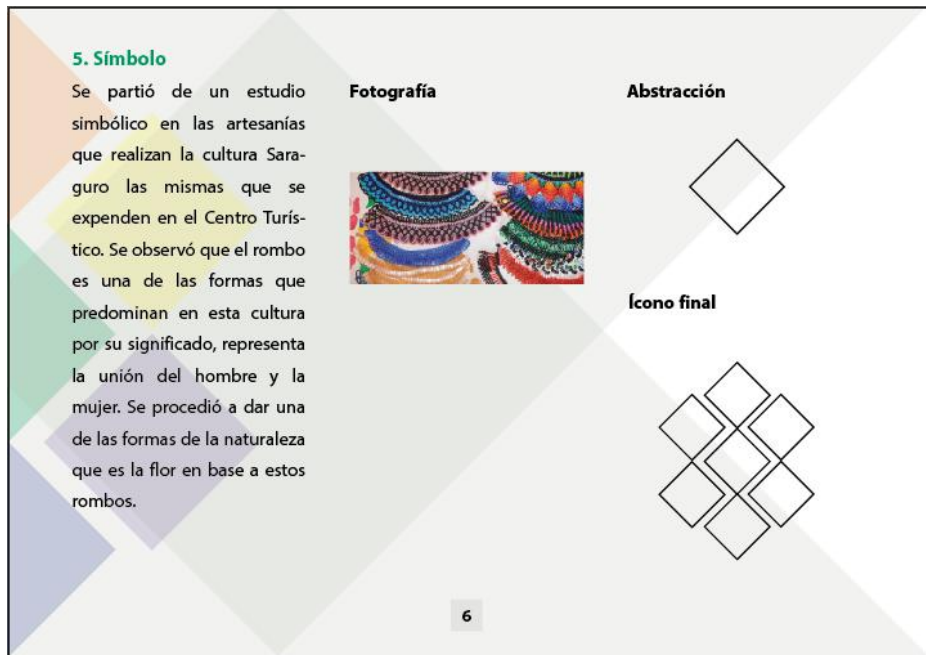 5. Símbolo
Se partió de un estudio
simbólico en las artesanías
que realizan la cultura Sara-
guro las mismas que se
expenden en el Centro Turís-
tico. Se observó que el rombo
es una de las formas que
predominan en esta cultura
por su significado, representa
la unión del hombre y la
mujer. Se procedió a dar una
de las formas de la naturaleza
que es la flor en base a estos
rombos.
Fotografía
Abstracción
Ícono final
6